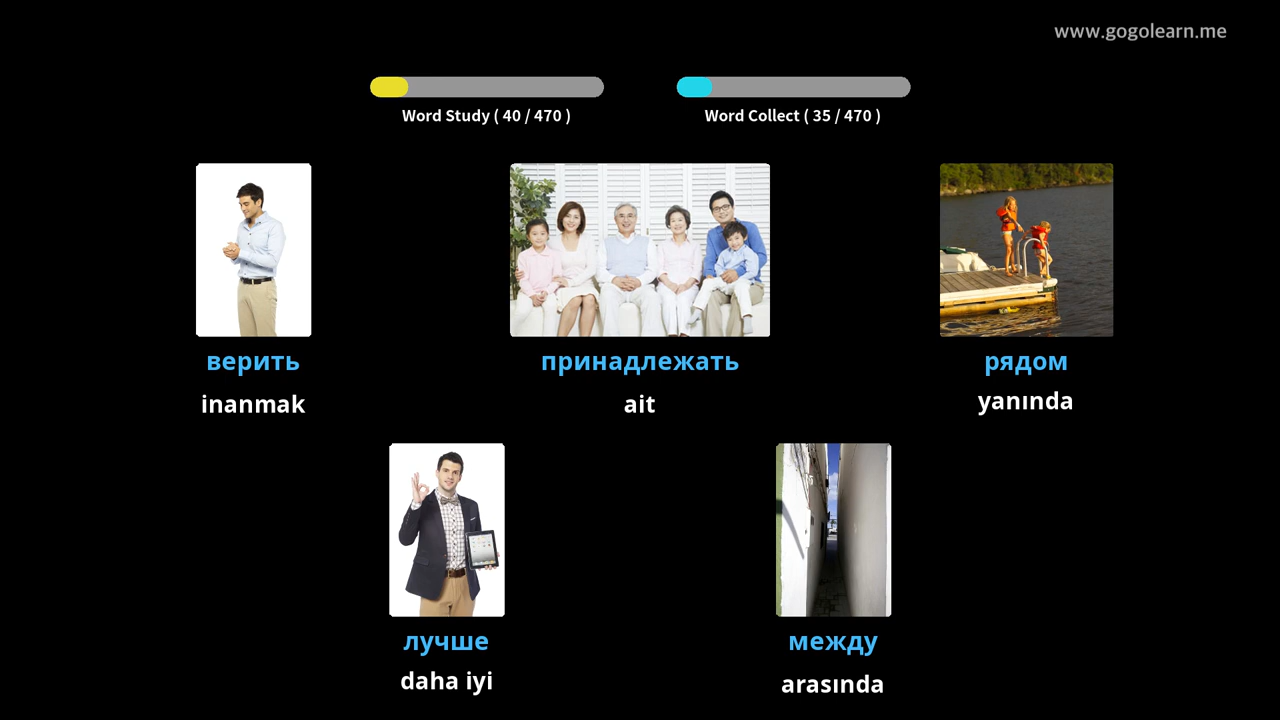 www.gogolearn.me
Word Study ( 40 / 470 )
Word Collect ( 35 / 470 )
верить
принадлежать
рядом
inanmak
ait
yanında
лучше
между
daha iyi
arasında